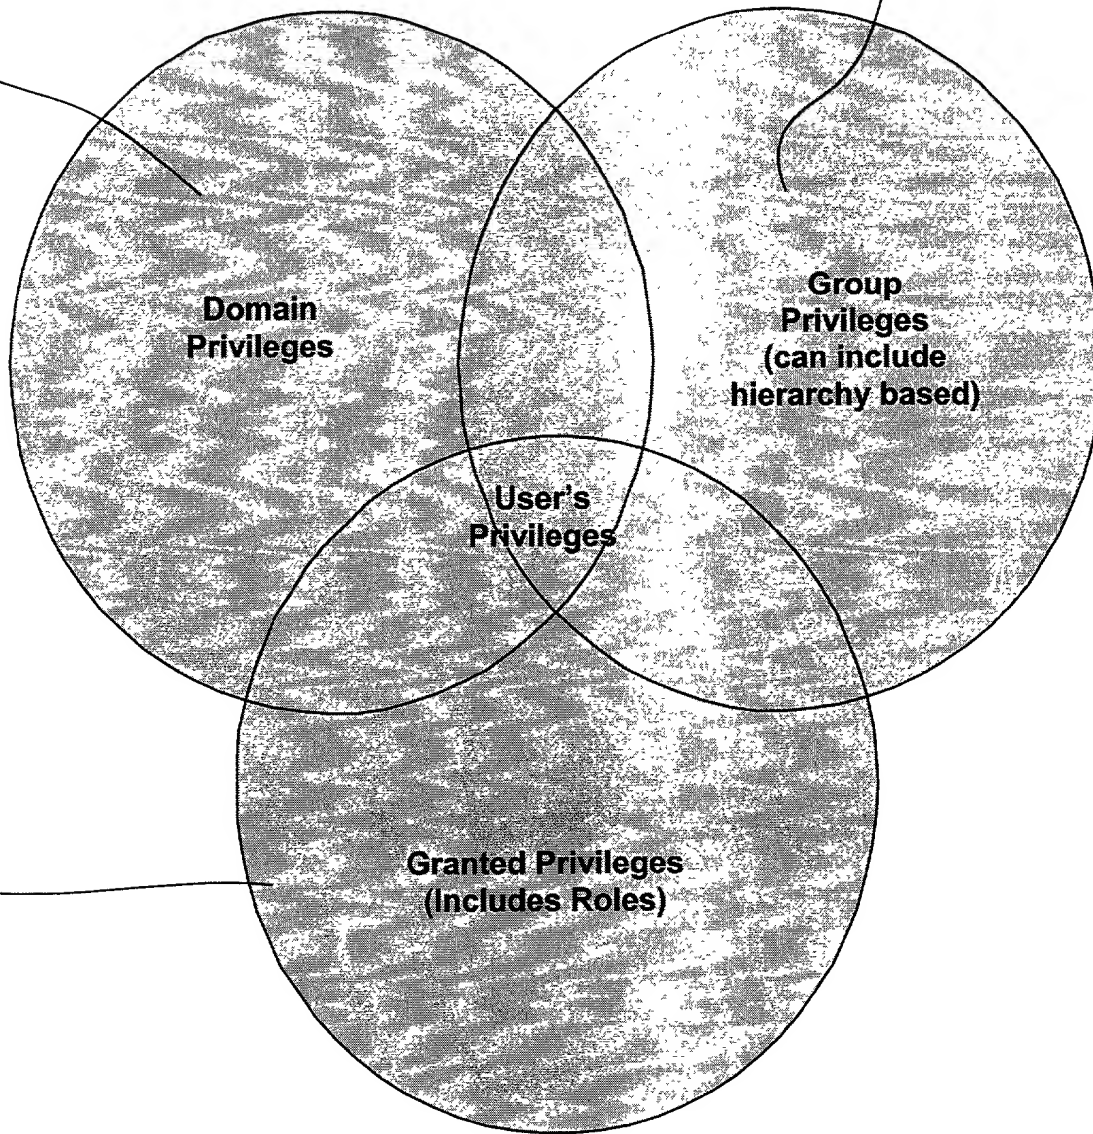 Domain
Privileges
Group
Privileges
(can include
hierarchy based)
User's
Privileges
Granted Privileges
(Includes Roles)